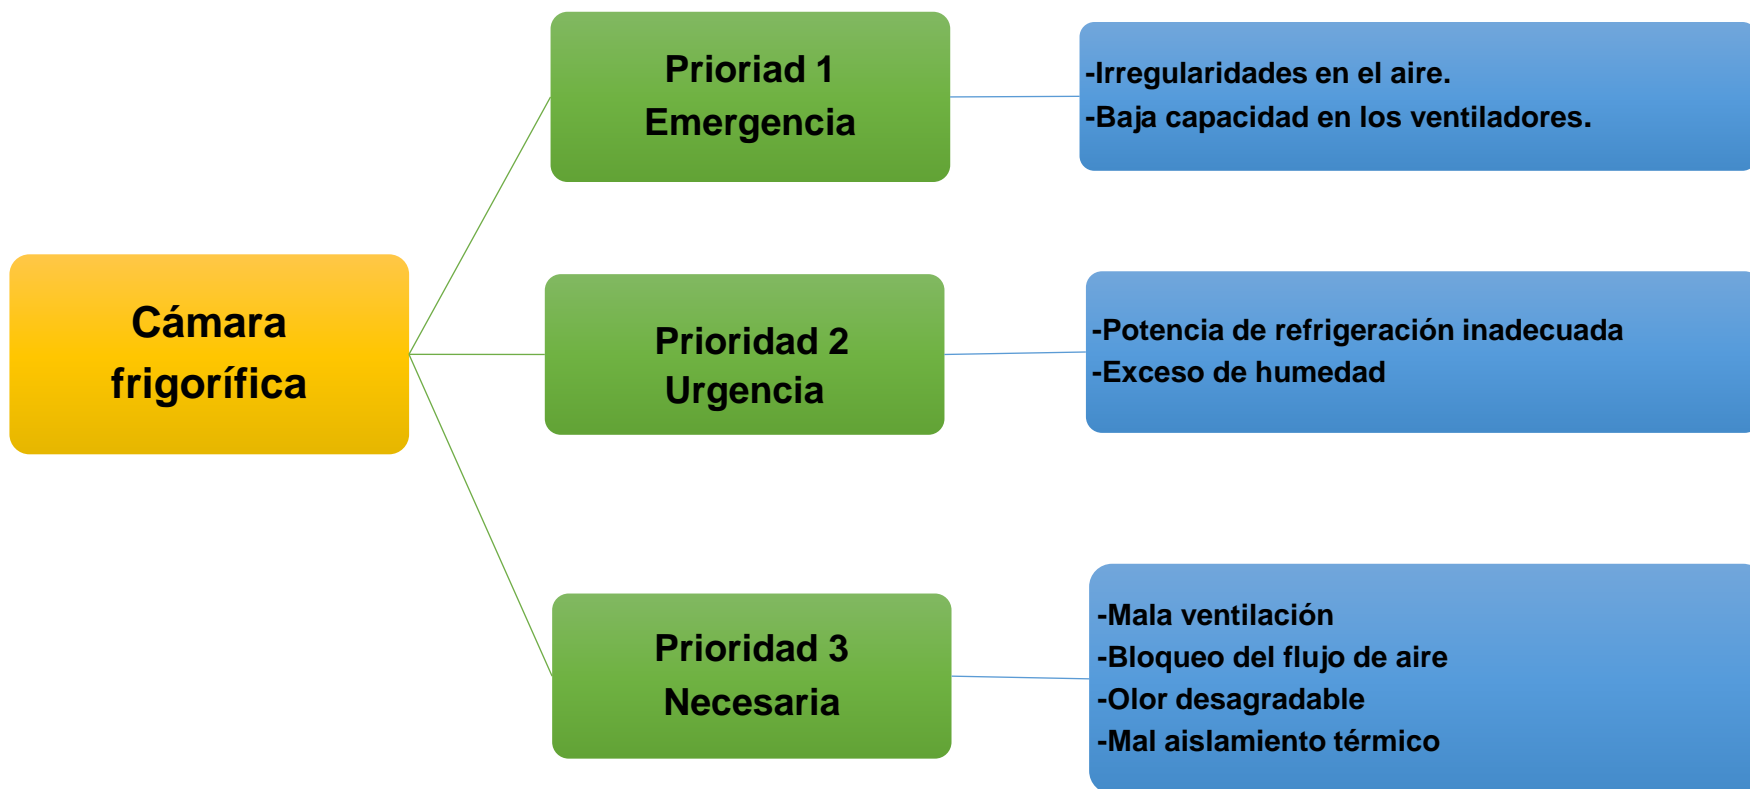 Cámara
frigorífica
Prioriad 1
Emergencia
-Irregularidades en el aire.
-Baja capacidad en los ventiladores.
Prioridad 2
Urgencia
-Potencia de refrigeración inadecuada
-Exceso de humedad
Prioridad 3
Necesaria
-Mala ventilación
-Bloqueo del flujo de aire
-Olor desagradable
-Mal aislamiento térmico